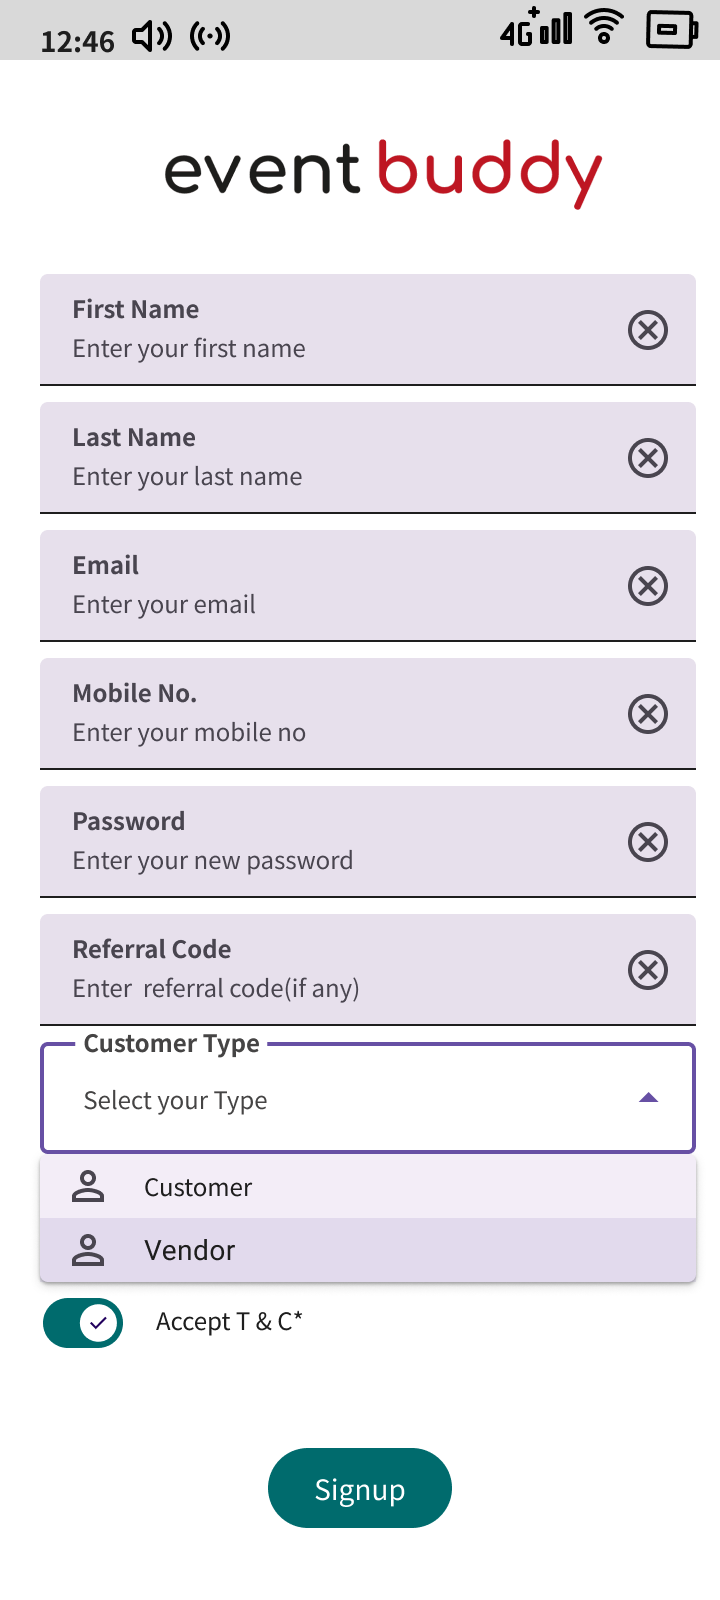 12:46
4G+
event buddy
First Name
Enter your first name
Last Name
Enter your last name
Email
Enter your email
Mobile No.
Enter your mobile no
Password
Enter your new password
Referral Code
Enter  referral code(if any)
Customer Type
Select your Type
Customer
Vendor
Accept T & C*
Signup